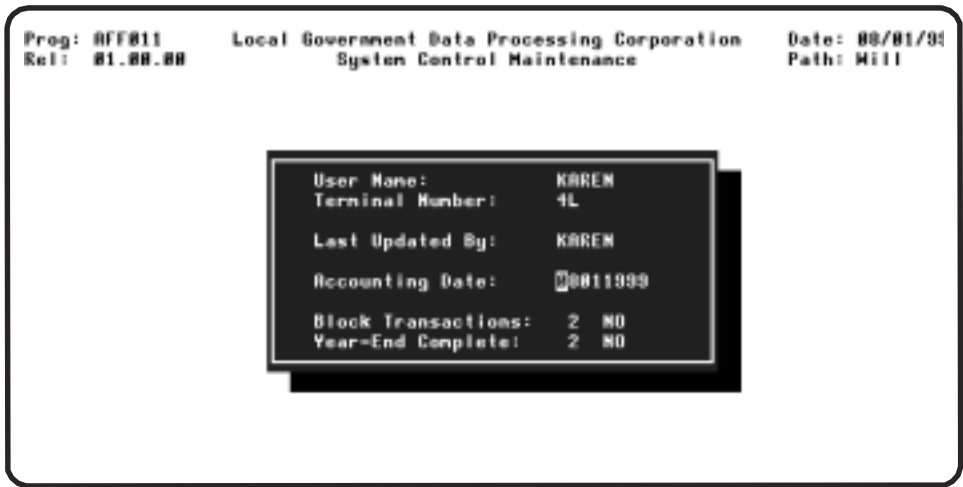 Prog: AFF011 Local Government Data Processing Corporation Date: 08/01/99
Rel: 01.00.00 System Control Maintenance Path: Will
User Name: KAREN
Terminal Number: 4L
Last Updated By: KAREN
Accounting Date: 08011999
Block Transactions: 2 NO
Year-End Complete: 2 NO